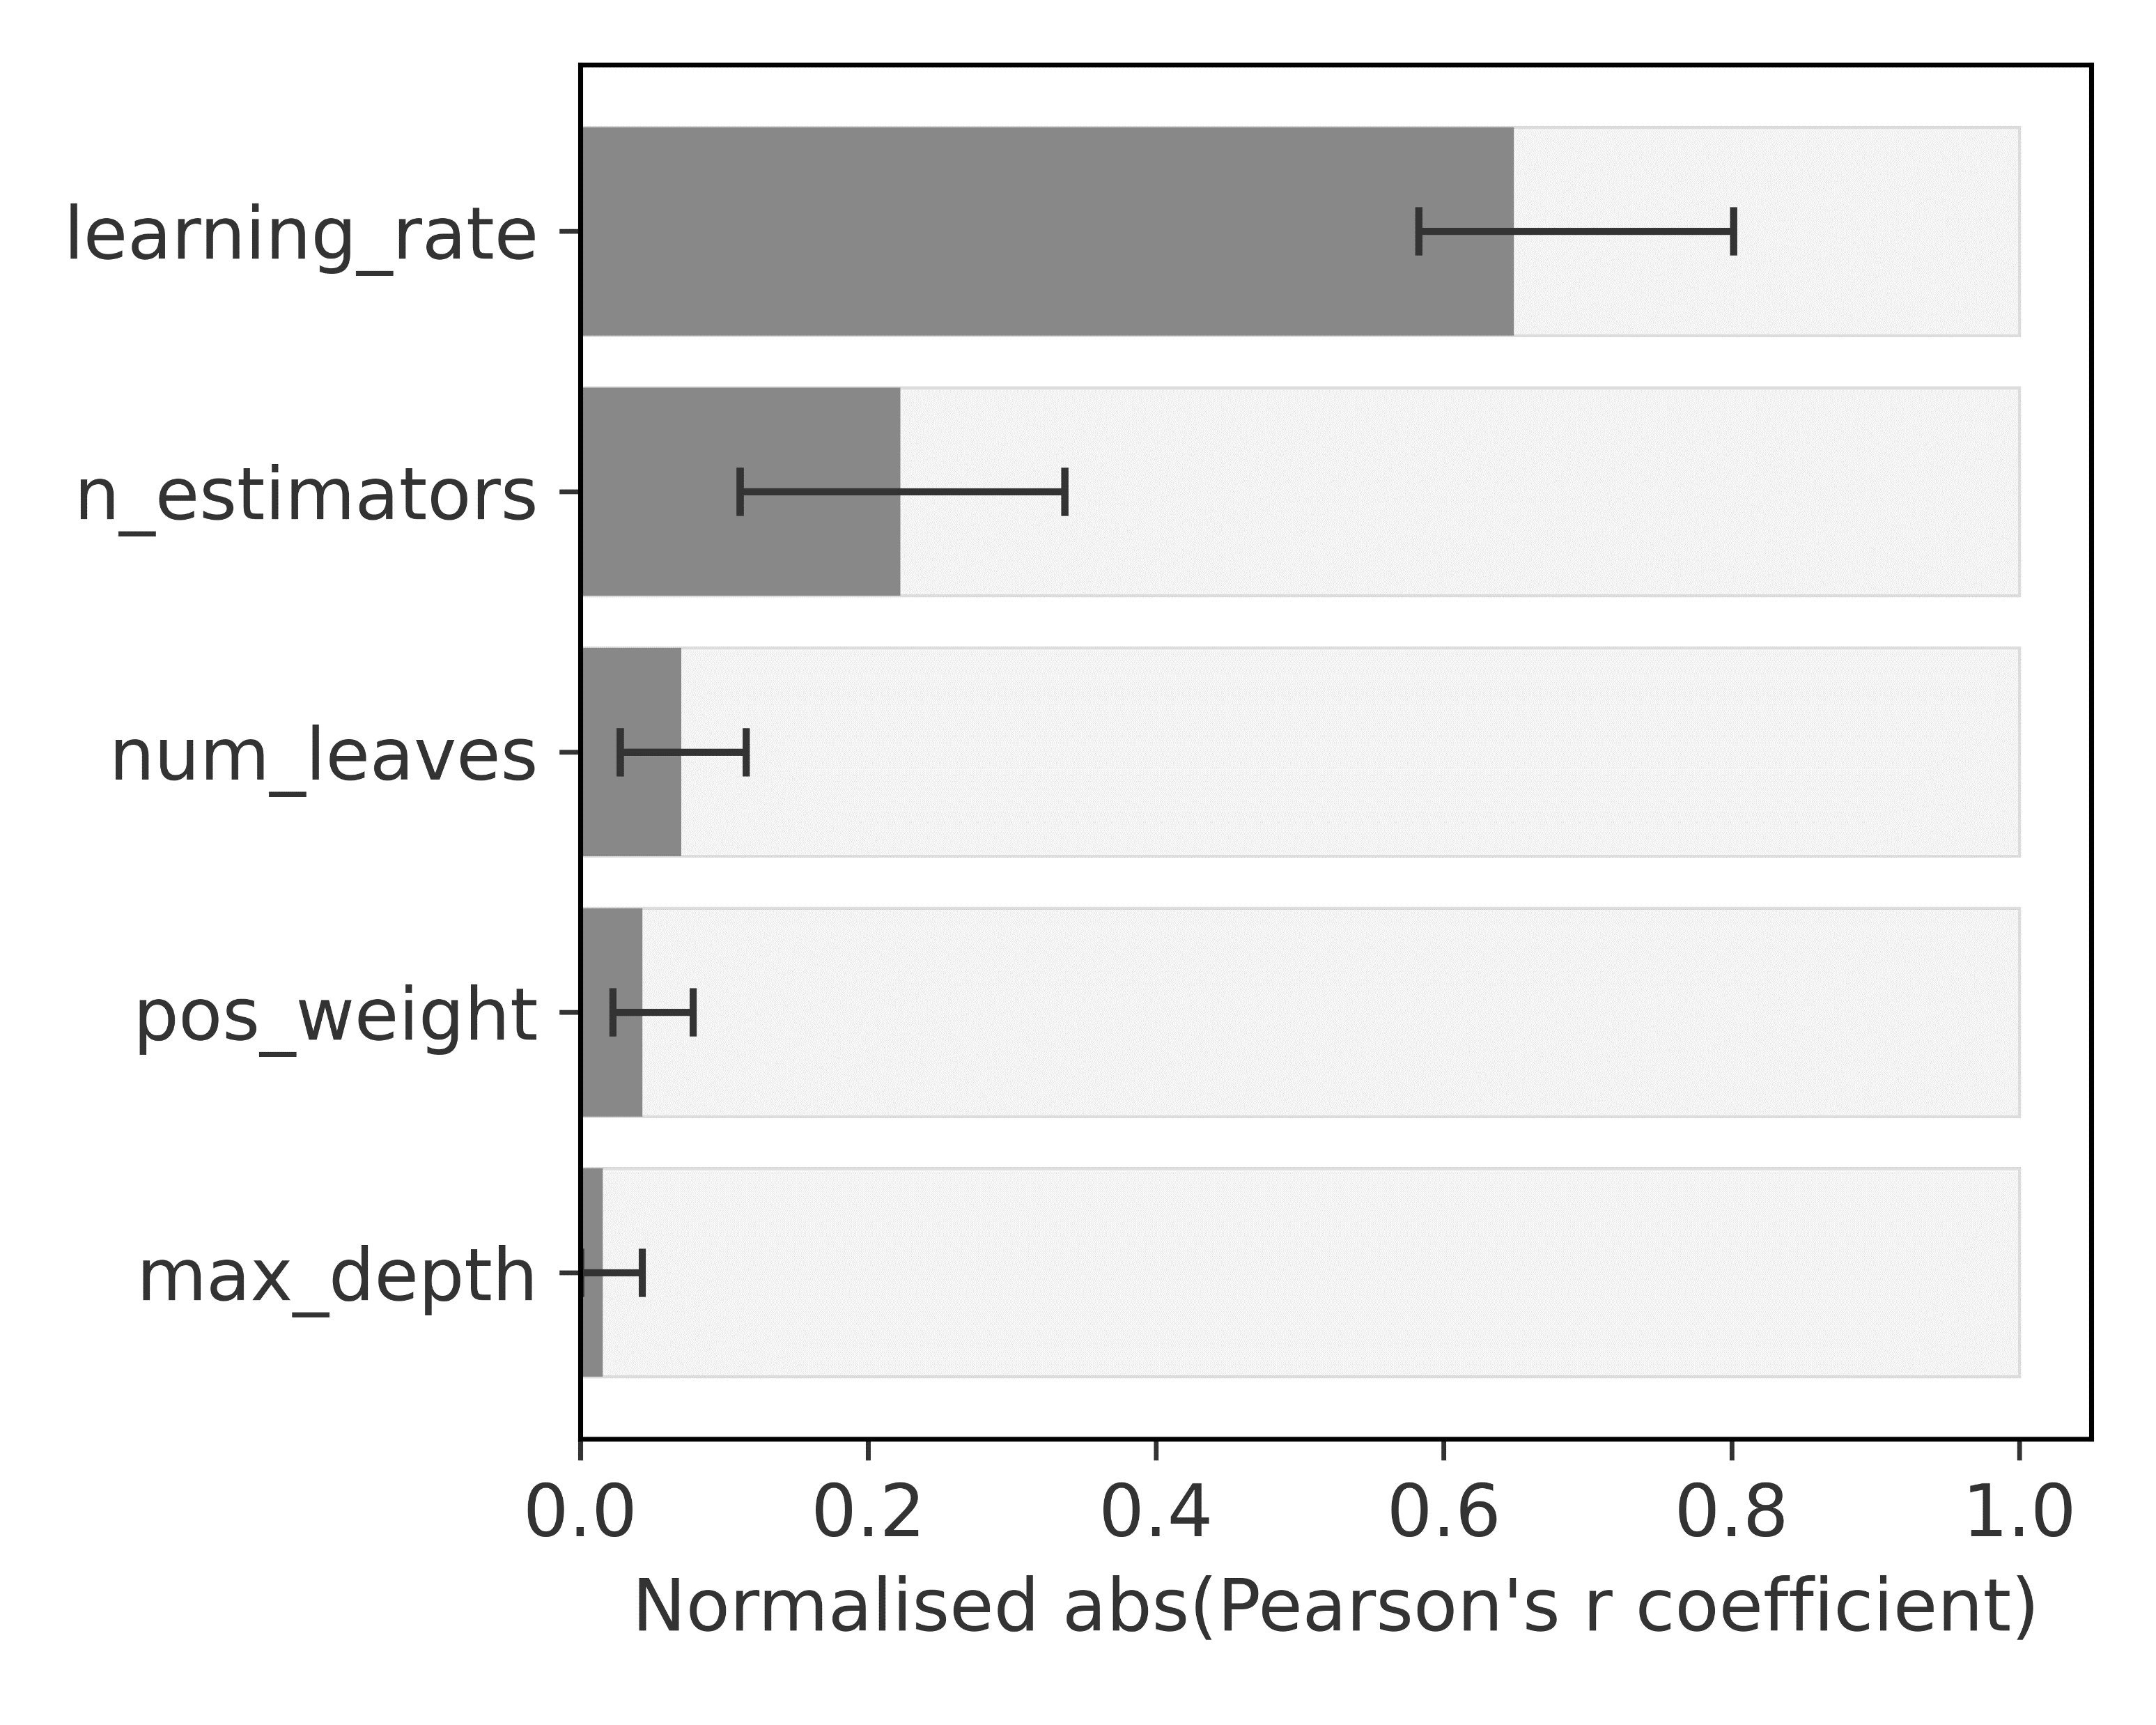 learning_rate
n_estimators
num_leaves
pos_weight
max_depth
0.0 0.2 0.4 0.6 0.8 1.0
Normalised abs(Pearson's r coefficient)